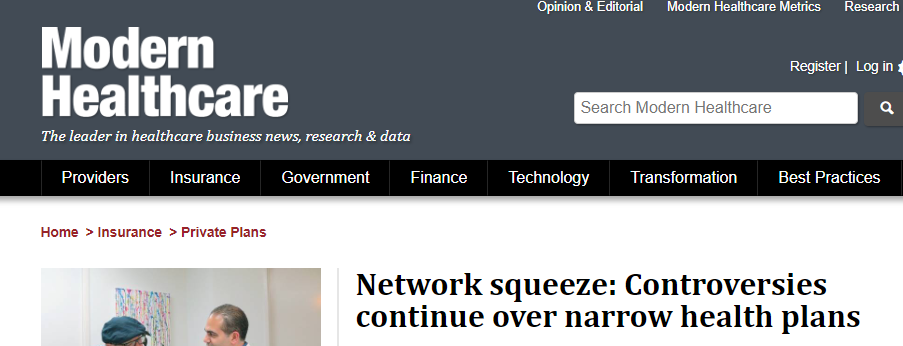 Opinion & Editorial Modern Healthcare Metrics Research
Modern
Healthcare
The leader in healthcare business news, research & data
Register | Log in
Search Modern Healthcare
Providers Insurance Government Finance Technology Transformation Best Practices
Home > Insurance > Private Plans
Network squeeze: Controversies
continue over narrow health plans